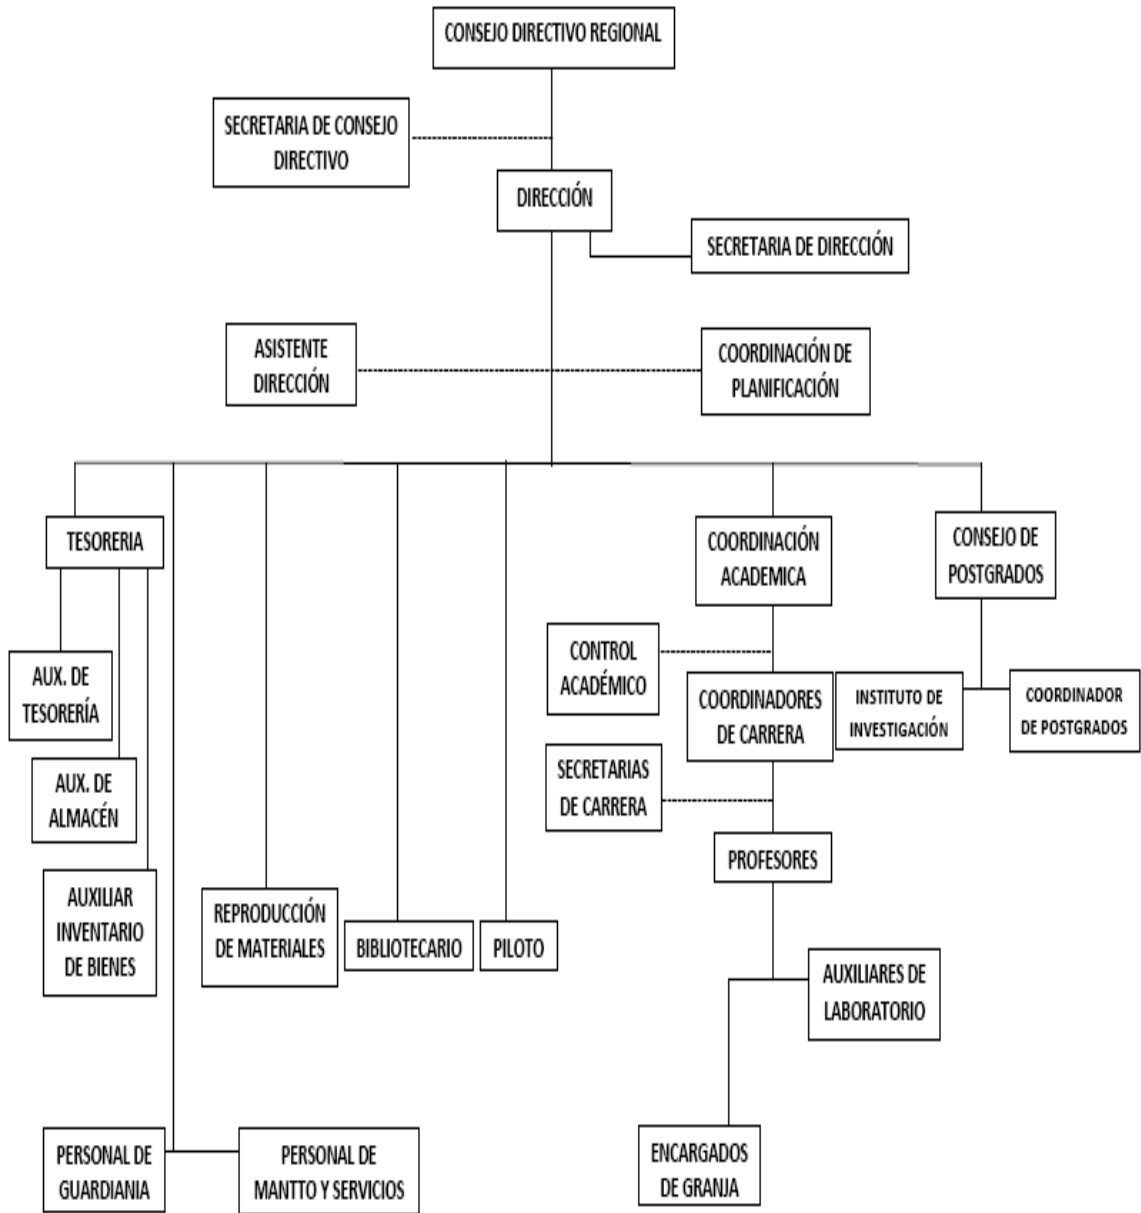 CONSEJO DIRECTIVO REGIONAL
SECRETARIA DE CONSEJO
DIRECTIVO
DIRECCIÓN
SECRETARIA DE DIRECCIÓN
ASISTENTE
DIRECCIÓN
COORDINACIÓN DE
PLANIFICACIÓN
TESORERIA
COORDINACIÓN
ACADEMICA
CONSEJO DE
POSTGRADOS
CONTROL
ACADÉMICO
AUX. DE
TESORERÍA
COORDINADORES
DE CARRERA
INSTITUTO DE
INVESTIGACIÓN
COORDINADOR
DE POSTGRADOS
AUX. DE
ALMACÉN
SECRETARIAS
DE CARRERA
PROFESORES
AUXILIAR
INVENTARIO
DE BIENES
REPRODUCCIÓN
DE MATERIALES
BIBLIOTECARIO
PILOTO
AUXILIARES DE
LABORATORIO
PERSONAL DE
GUARDIANIA
PERSONAL DE
MANTTO Y SERVICIOS
ENCARGADOS
DE GRANJA